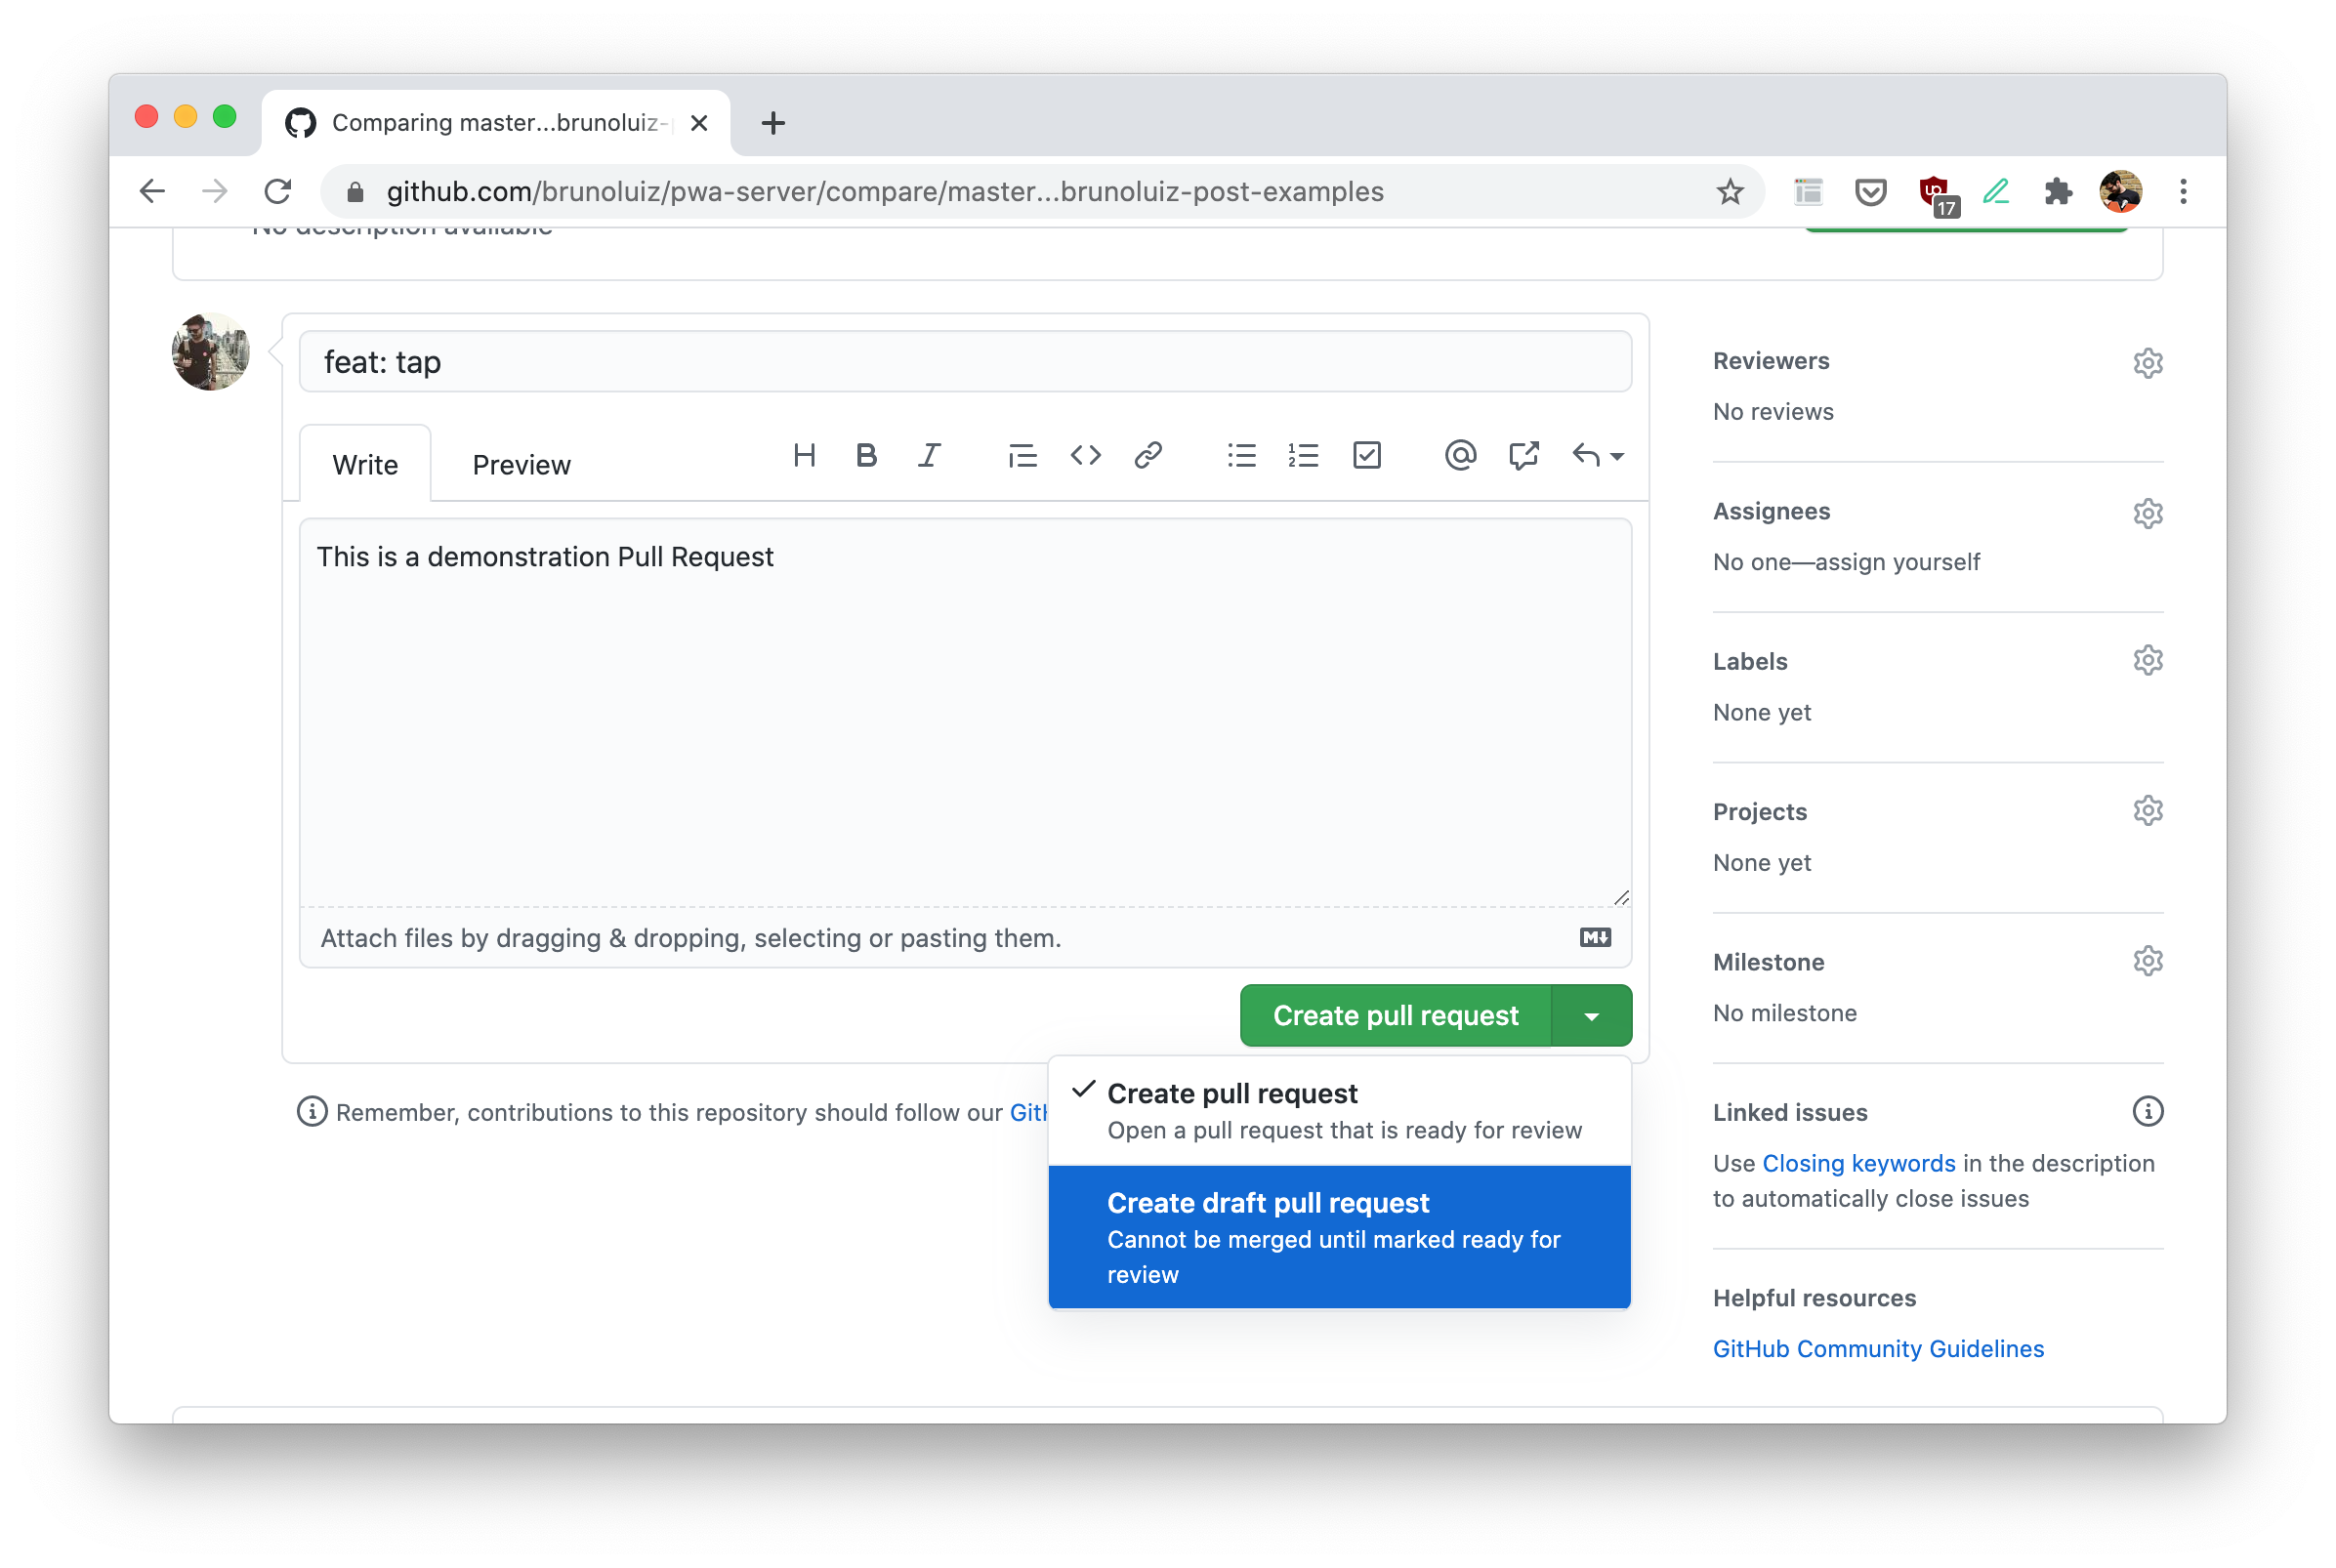 Comparing master...brunoluiz-
github.com/brunoluiz/pwa-server/compare/master...brunoluiz-post-examples
17
No description available
feat: tap
Write
Preview
This is a demonstration Pull Request
Attach files by dragging & dropping, selecting or pasting them.
Create pull request
Create pull request
Open a pull request that is ready for review
Create draft pull request
Cannot be merged until marked ready for
review
Remember, contributions to this repository should follow our
Reviewers
No reviews
Assignees
No one—assign yourself
Labels
None yet
Projects
None yet
Milestone
No milestone
Linked issues
Use Closing keywords in the description
to automatically close issues
Helpful resources
GitHub Community Guidelines